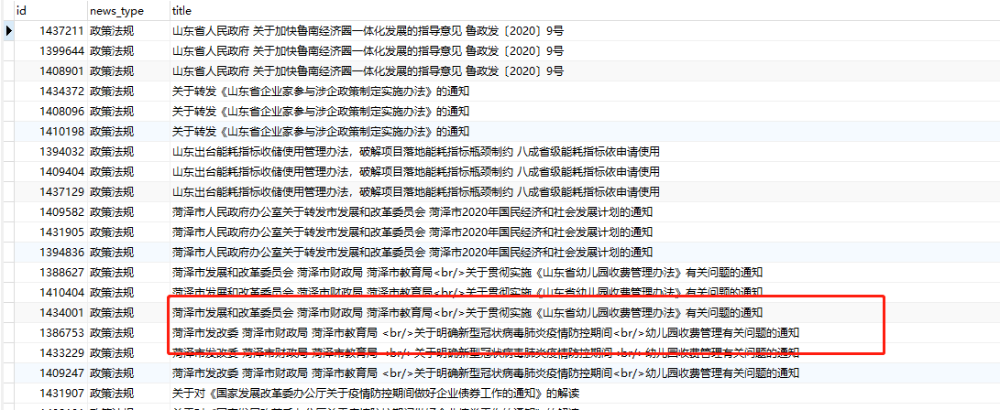 id news_type title
1437211 政策法规 山东省人民政府 关于加快鲁南经济圈一体化发展的指导意见 鲁政发〔2020〕9号
1399644 政策法规 山东省人民政府 关于加快鲁南经济圈一体化发展的指导意见 鲁政发〔2020〕9号
1408901 政策法规 山东省人民政府 关于加快鲁南经济圈一体化发展的指导意见 鲁政发〔2020〕9号
1434372 政策法规 关于转发《山东省企业家参与涉企政策制定实施办法》的通知
1408096 政策法规 关于转发《山东省企业家参与涉企政策制定实施办法》的通知
1410198 政策法规 关于转发《山东省企业家参与涉企政策制定实施办法》的通知
1394032 政策法规 山东出台能耗指标收储使用管理办法，破解项目落地能耗指标瓶颈制约 八成省级能耗指标依申请使用
1409404 政策法规 山东出台能耗指标收储使用管理办法，破解项目落地能耗指标瓶颈制约 八成省级能耗指标依申请使用
1437129 政策法规 山东出台能耗指标收储使用管理办法，破解项目落地能耗指标瓶颈制约 八成省级能耗指标依申请使用
1409582 政策法规 菏泽市人民政府办公室关于转发市发展和改革委员会 菏泽市2020年国民经济和社会发展计划的通知
1431905 政策法规 菏泽市人民政府办公室关于转发市发展和改革委员会 菏泽市2020年国民经济和社会发展计划的通知
1394836 政策法规 菏泽市人民政府办公室关于转发市发展和改革委员会 菏泽市2020年国民经济和社会发展计划的通知
1388627 政策法规 菏泽市发展和改革委员会 菏泽市财政局 菏泽市教育局<br/>关于贯彻实施《山东省幼儿园收费管理办法》有关问题的通知
1410404 政策法规 菏泽市发展和改革委员会 菏泽市财政局 菏泽市教育局<br/>关于贯彻实施《山东省幼儿园收费管理办法》有关问题的通知
1434001 政策法规 菏泽市发展和改革委员会 菏泽市财政局 菏泽市教育局<br/>关于贯彻实施《山东省幼儿园收费管理办法》有关问题的通知
1386753 政策法规 菏泽市发改委 菏泽市财政局 菏泽市教育局 <br/>关于明确新型冠状病毒肺炎疫情防控期间<br/>幼儿园收费管理有关问题的通知
1433229 政策法规 菏泽市发改委 菏泽市财政局 菏泽市教育局 <br/>关于明确新型冠状病毒肺炎疫情防控期间<br/>幼儿园收费管理有关问题的通知
1409247 政策法规 菏泽市发改委 菏泽市财政局 菏泽市教育局 <br/>关于明确新型冠状病毒肺炎疫情防控期间<br/>幼儿园收费管理有关问题的通知
1431907 政策法规 关于对《国家发展改革委办公厅关于疫情防控期间做好企业债券工作的通知》的解读